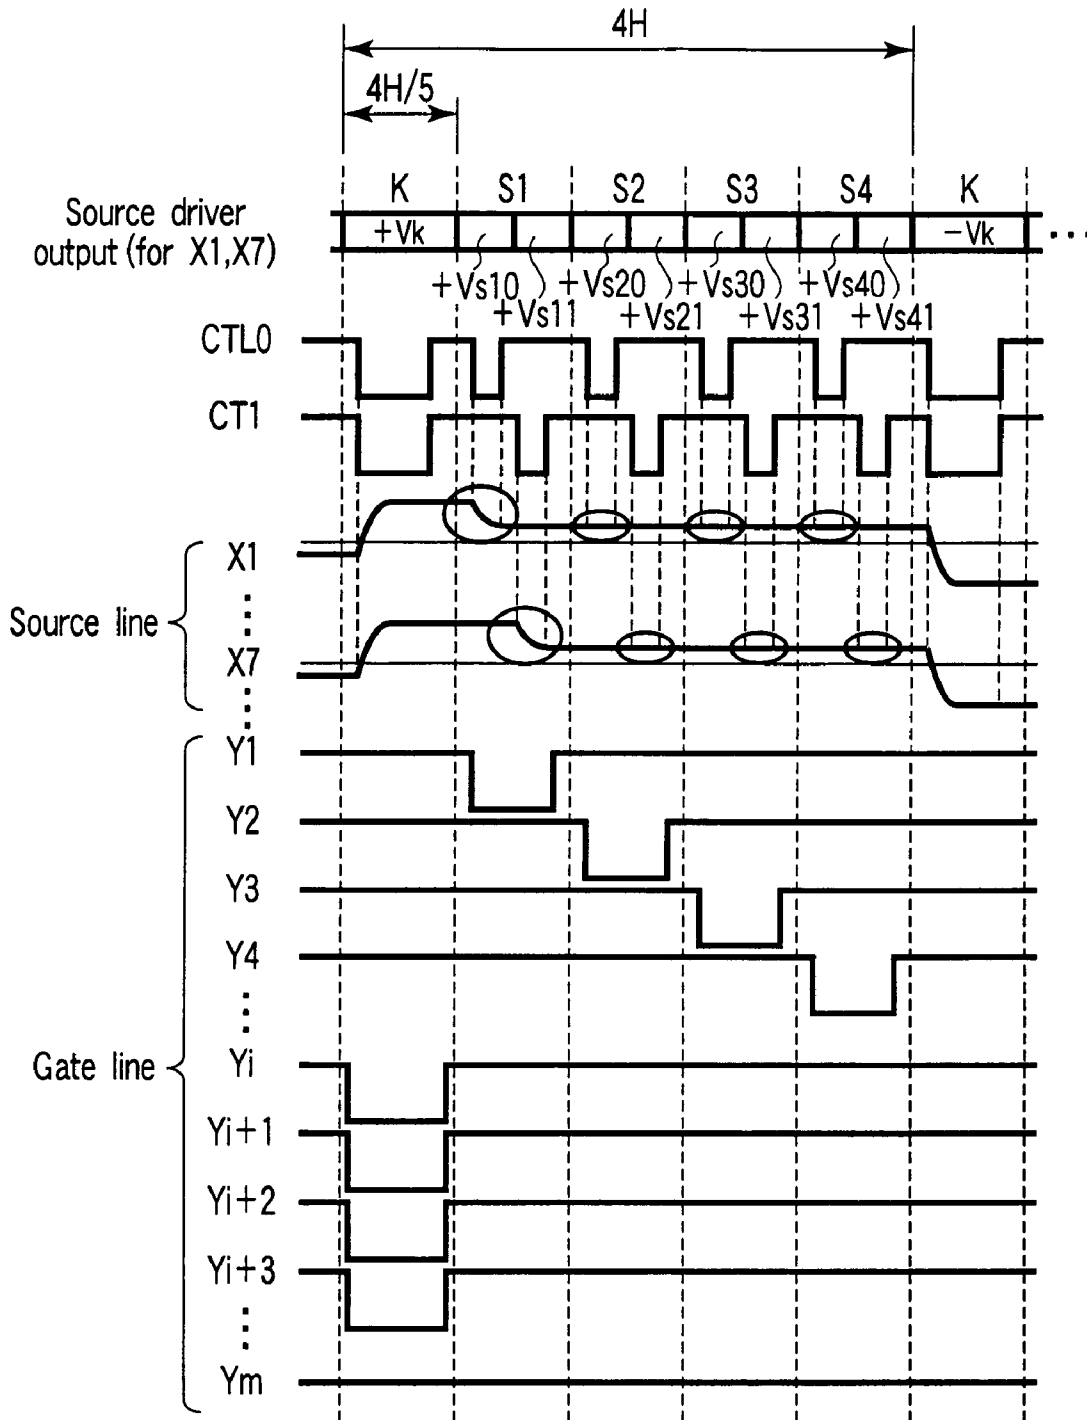 4H
4H/5
K S1 S2 S3 S4 K
Source driver
output (for X1,X7)
+Vk -Vk ...
+Vs10 +Vs20 +Vs30 +Vs40
+Vs11 +Vs21 +Vs31 +Vs41
CTL0
CT1
X1
Source line
X7
Y1
Y2
Y3
Y4
Gate line
Yi
Yi+1
Yi+2
Yi+3
Ym